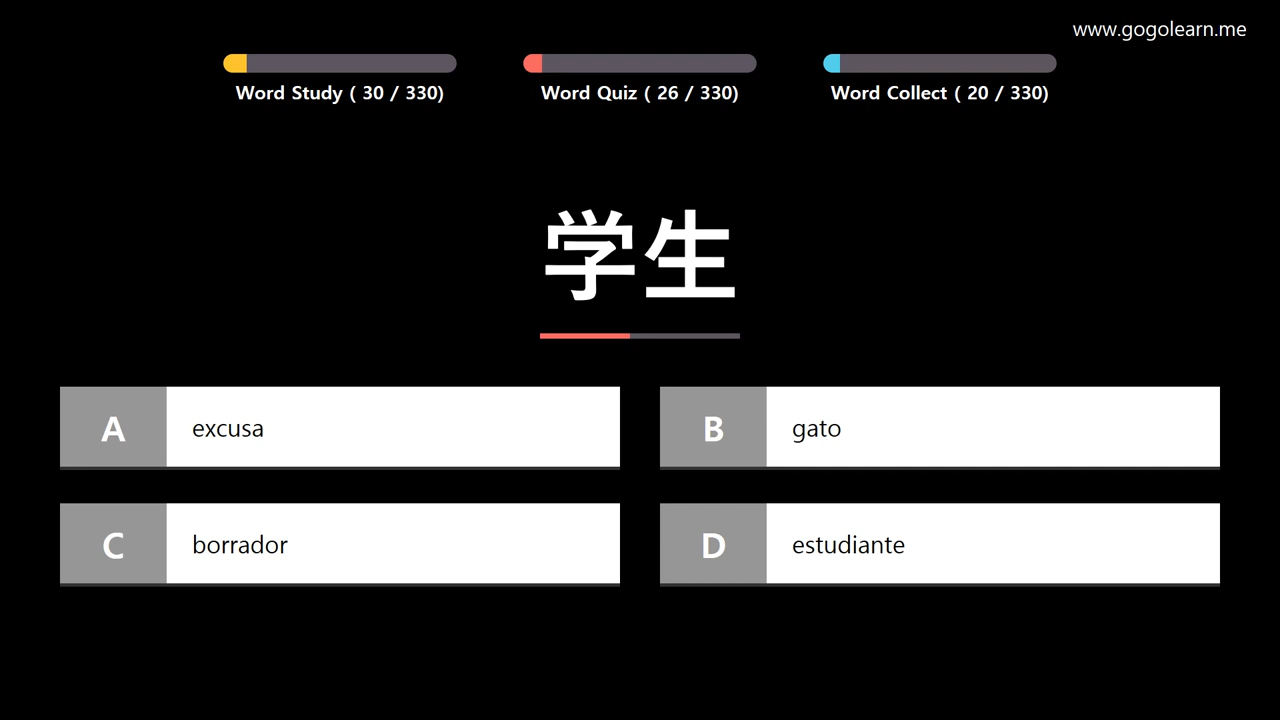 www.gogolearn.me
Word Study ( 30 / 330)
Word Quiz ( 26 / 330)
Word Collect ( 20 / 330)
学生
A excusa
B gato
C borrador
D estudiante